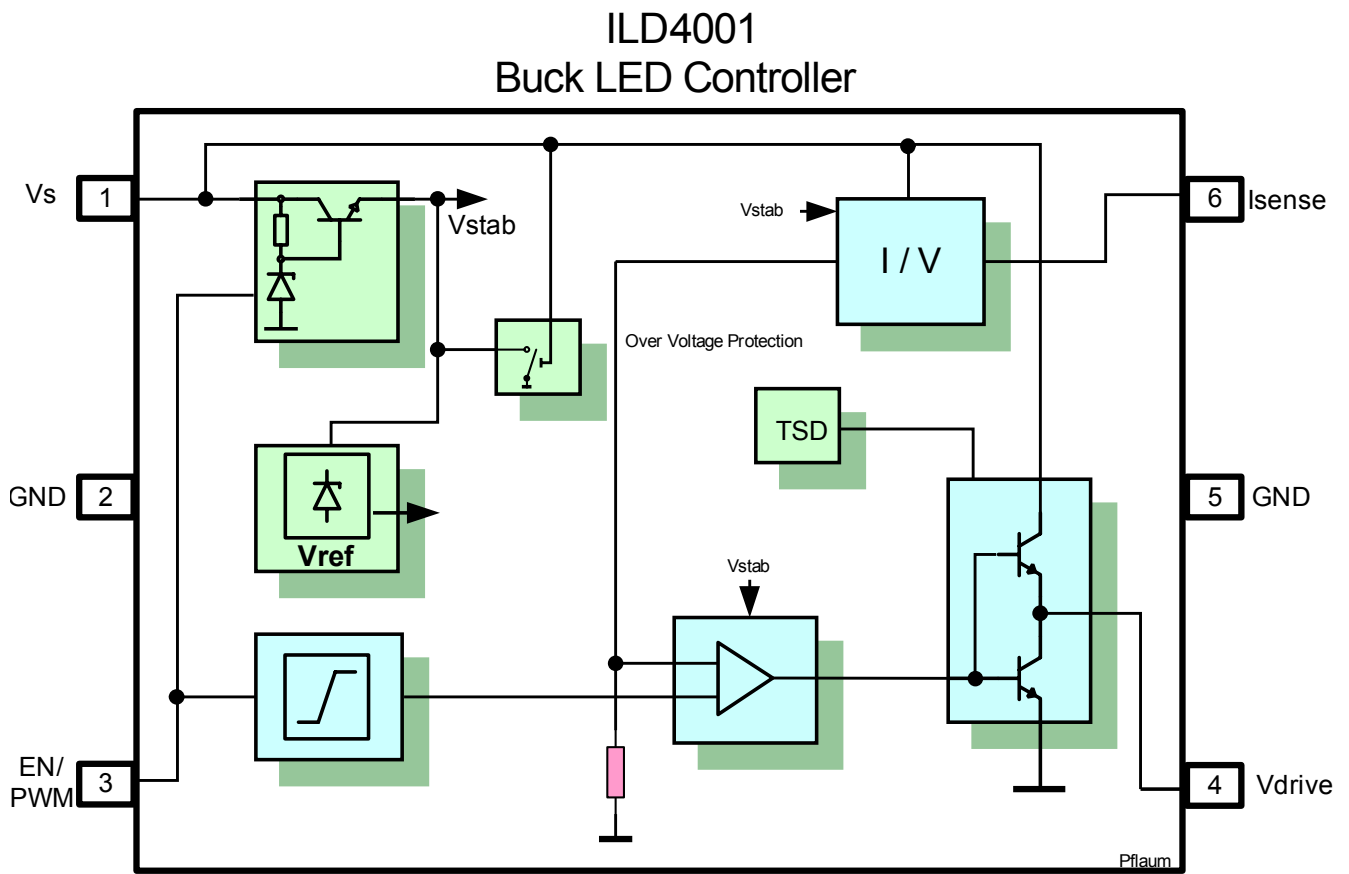 ILD4001
Buck LED Controller
Vs
1
Vstab
Vstab
I / V
6
Isense
Over Voltage Protection
TSD
GND
2
Vref
5
GND
Vstab
EN/
PWM
3
4
Vdrive
Pflaum